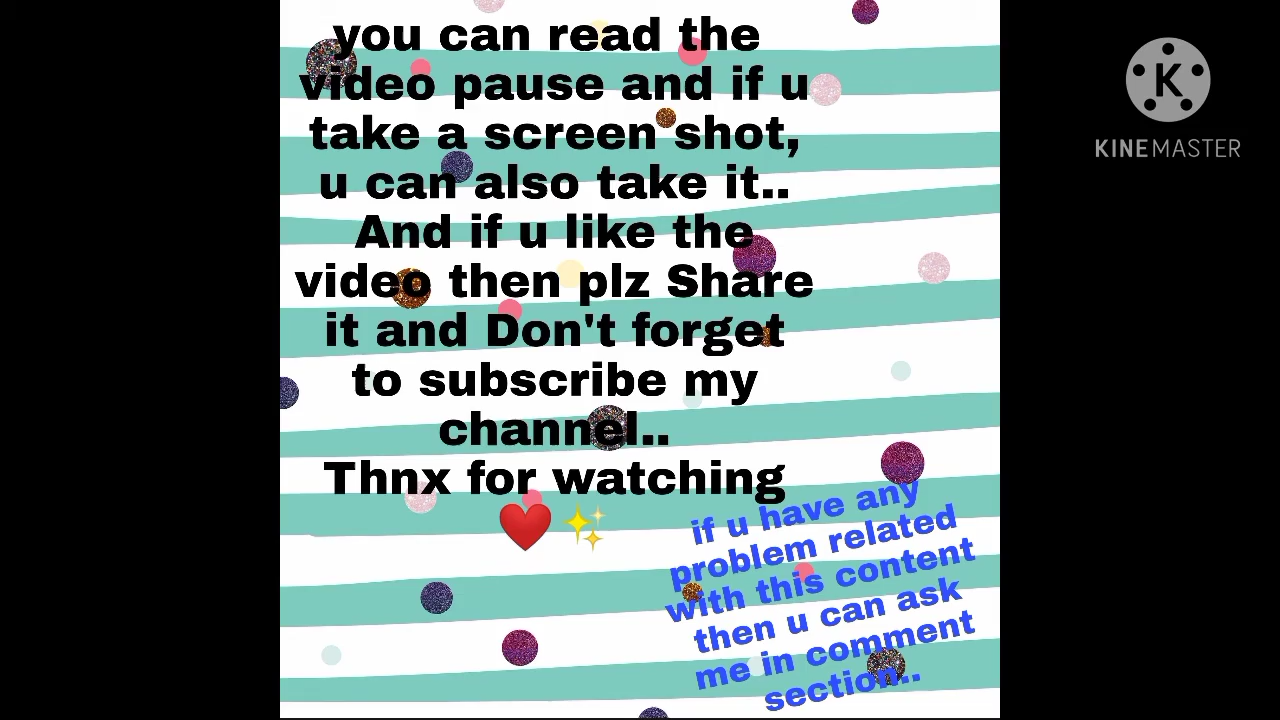 you can read the
video pause and if u
take a screen shot,
u can also take it..
And if u like the
video then plz Share
it and Don't forget
to subscribe my
channel..
Thnx for watching
❤️✨
if u have any
problem related
with this content
then u can ask
me in comment
section..
K
KINEMASTER